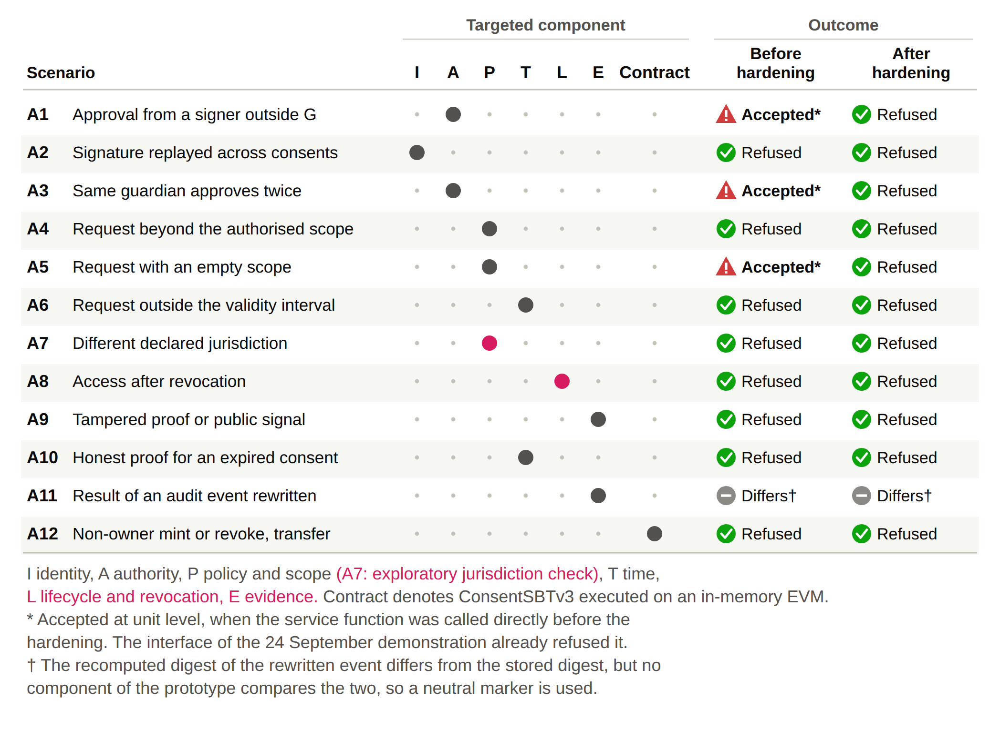 Targeted component Outcome
Scenario I A P T L E Contract Before hardening After hardening
A1 Approval from a signer outside G Accepted* Refused
A2 Signature replayed across consents Refused Refused
A3 Same guardian approves twice Accepted* Refused
A4 Request beyond the authorised scope Refused Refused
A5 Request with an empty scope Accepted* Refused
A6 Request outside the validity interval Refused Refused
A7 Different declared jurisdiction Refused Refused
A8 Access after revocation Refused Refused
A9 Tampered proof or public signal Refused Refused
A10 Honest proof for an expired consent Refused Refused
A11 Result of an audit event rewritten Differs† Differs†
A12 Non-owner mint or revoke, transfer Refused Refused
I identity, A authority, P policy and scope (A7: exploratory jurisdiction check), T time,
L lifecycle and revocation, E evidence. Contract denotes ConsentSBTv3 executed on an in-memory EVM.
* Accepted at unit level, when the service function was called directly before the
hardening. The interface of the 24 September demonstration already refused it.
† The recomputed digest of the rewritten event differs from the stored digest, but no
component of the prototype compares the two, so a neutral marker is used.